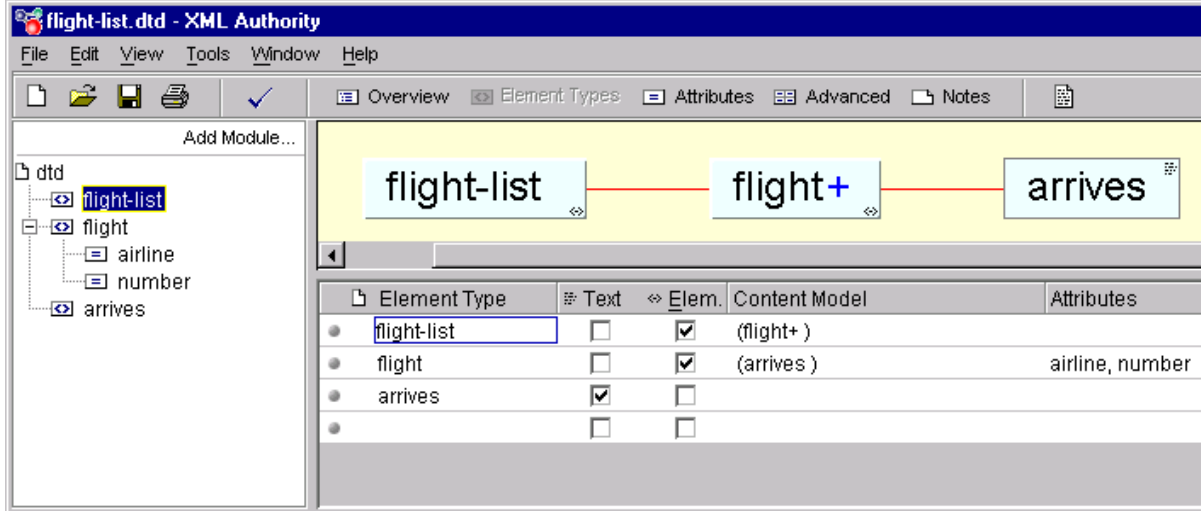 flight-list.dtd - XML Authority
File Edit View Tools Window Help
Overview Element Types Attributes Advanced Notes
Add Module...
dtd
flight-list
flight
airline
number
arrives
flight-list flight+ arrives
Element Type Text Elem. Content Model Attributes
flight-list (flight+ )
flight (arrives ) airline, number
arrives